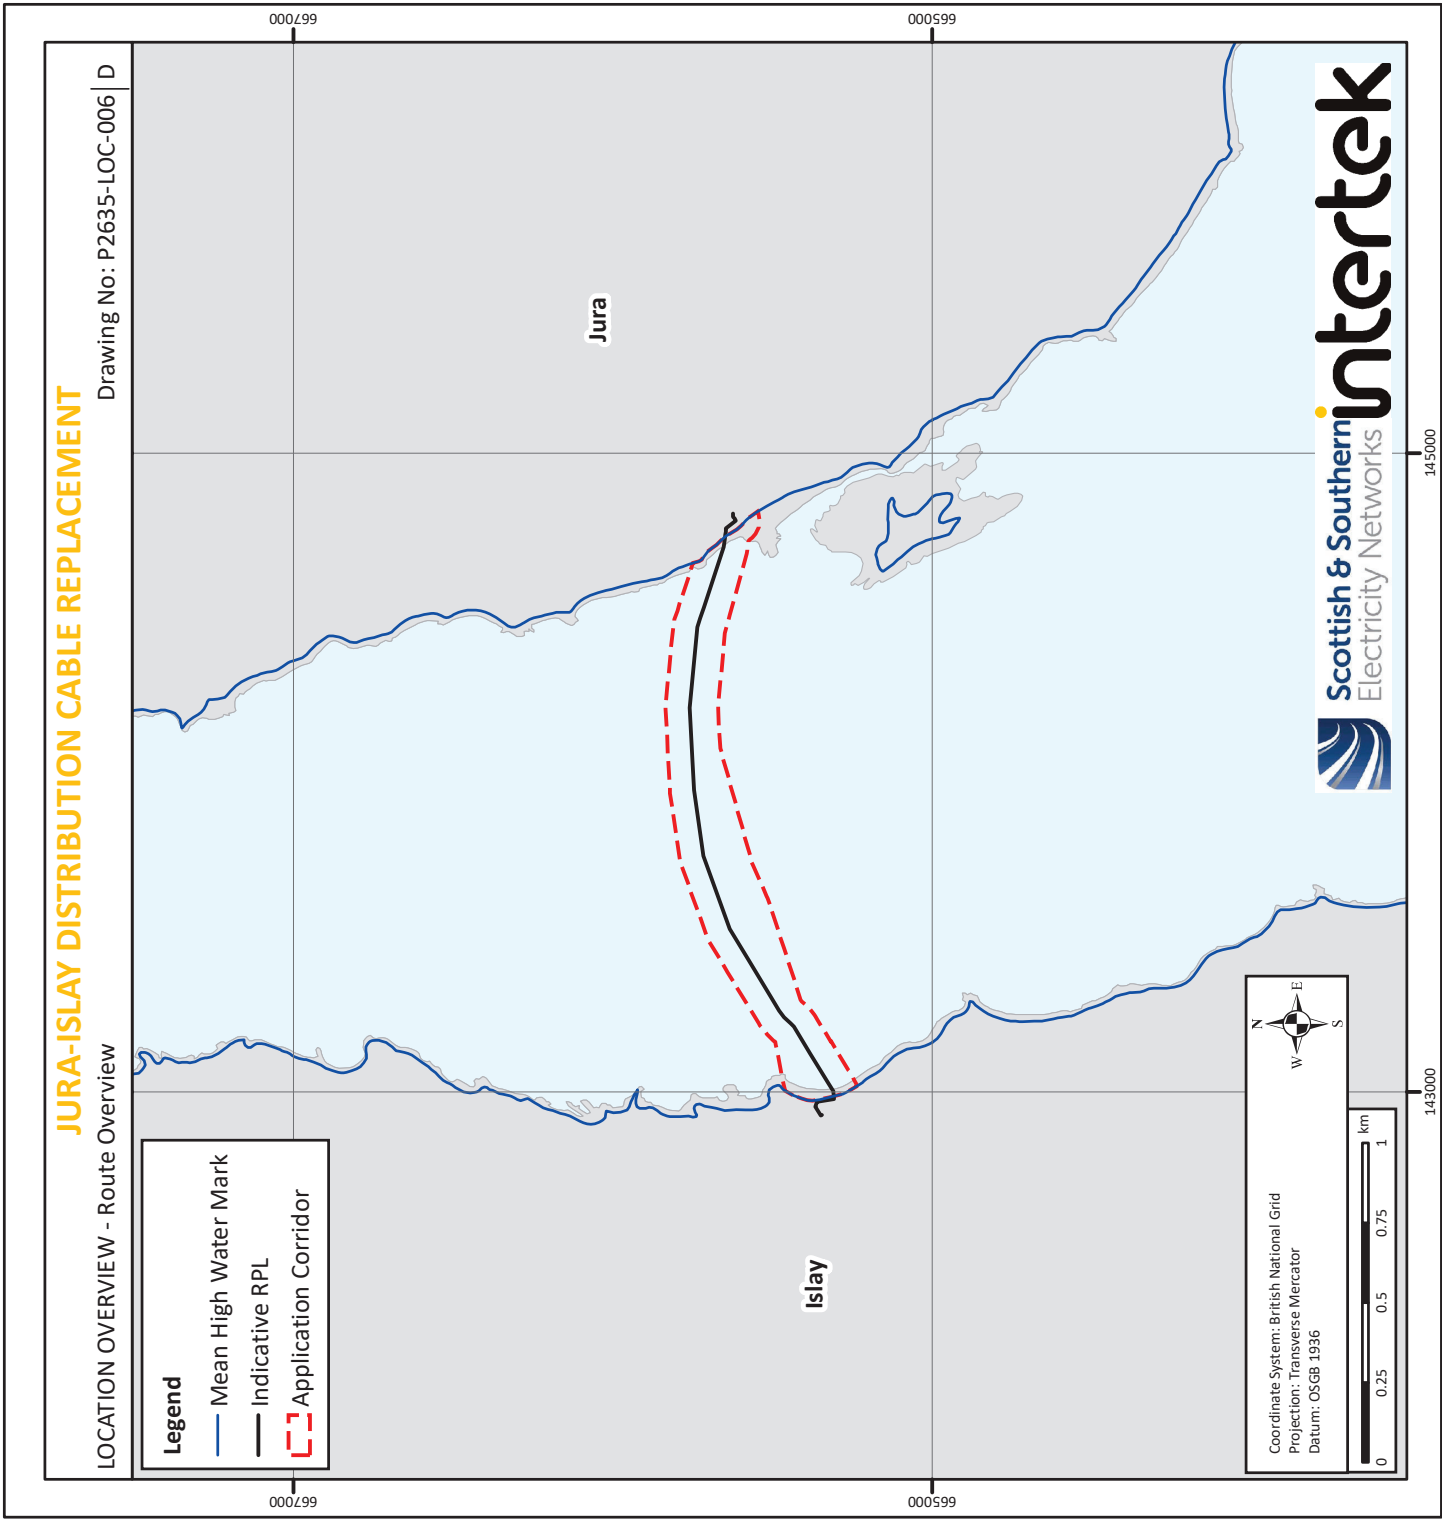 JURA-ISLAY DISTRIBUTION CABLE REPLACEMENT
LOCATION OVERVIEW - Route Overview
Drawing No: P2635-LOC-006 D
667000
667000
665000
665000
Legend
Mean High Water Mark
Indicative RPL
Application Corridor
Jura
Islay
N
W
E
S
Coordinate System: British National Grid
Projection: Transverse Mercator
Datum: OSGB 1936
km
0 0.25 0.5 0.75 1
Scottish & Southern
Electricity Networks
intertek
143000
145000